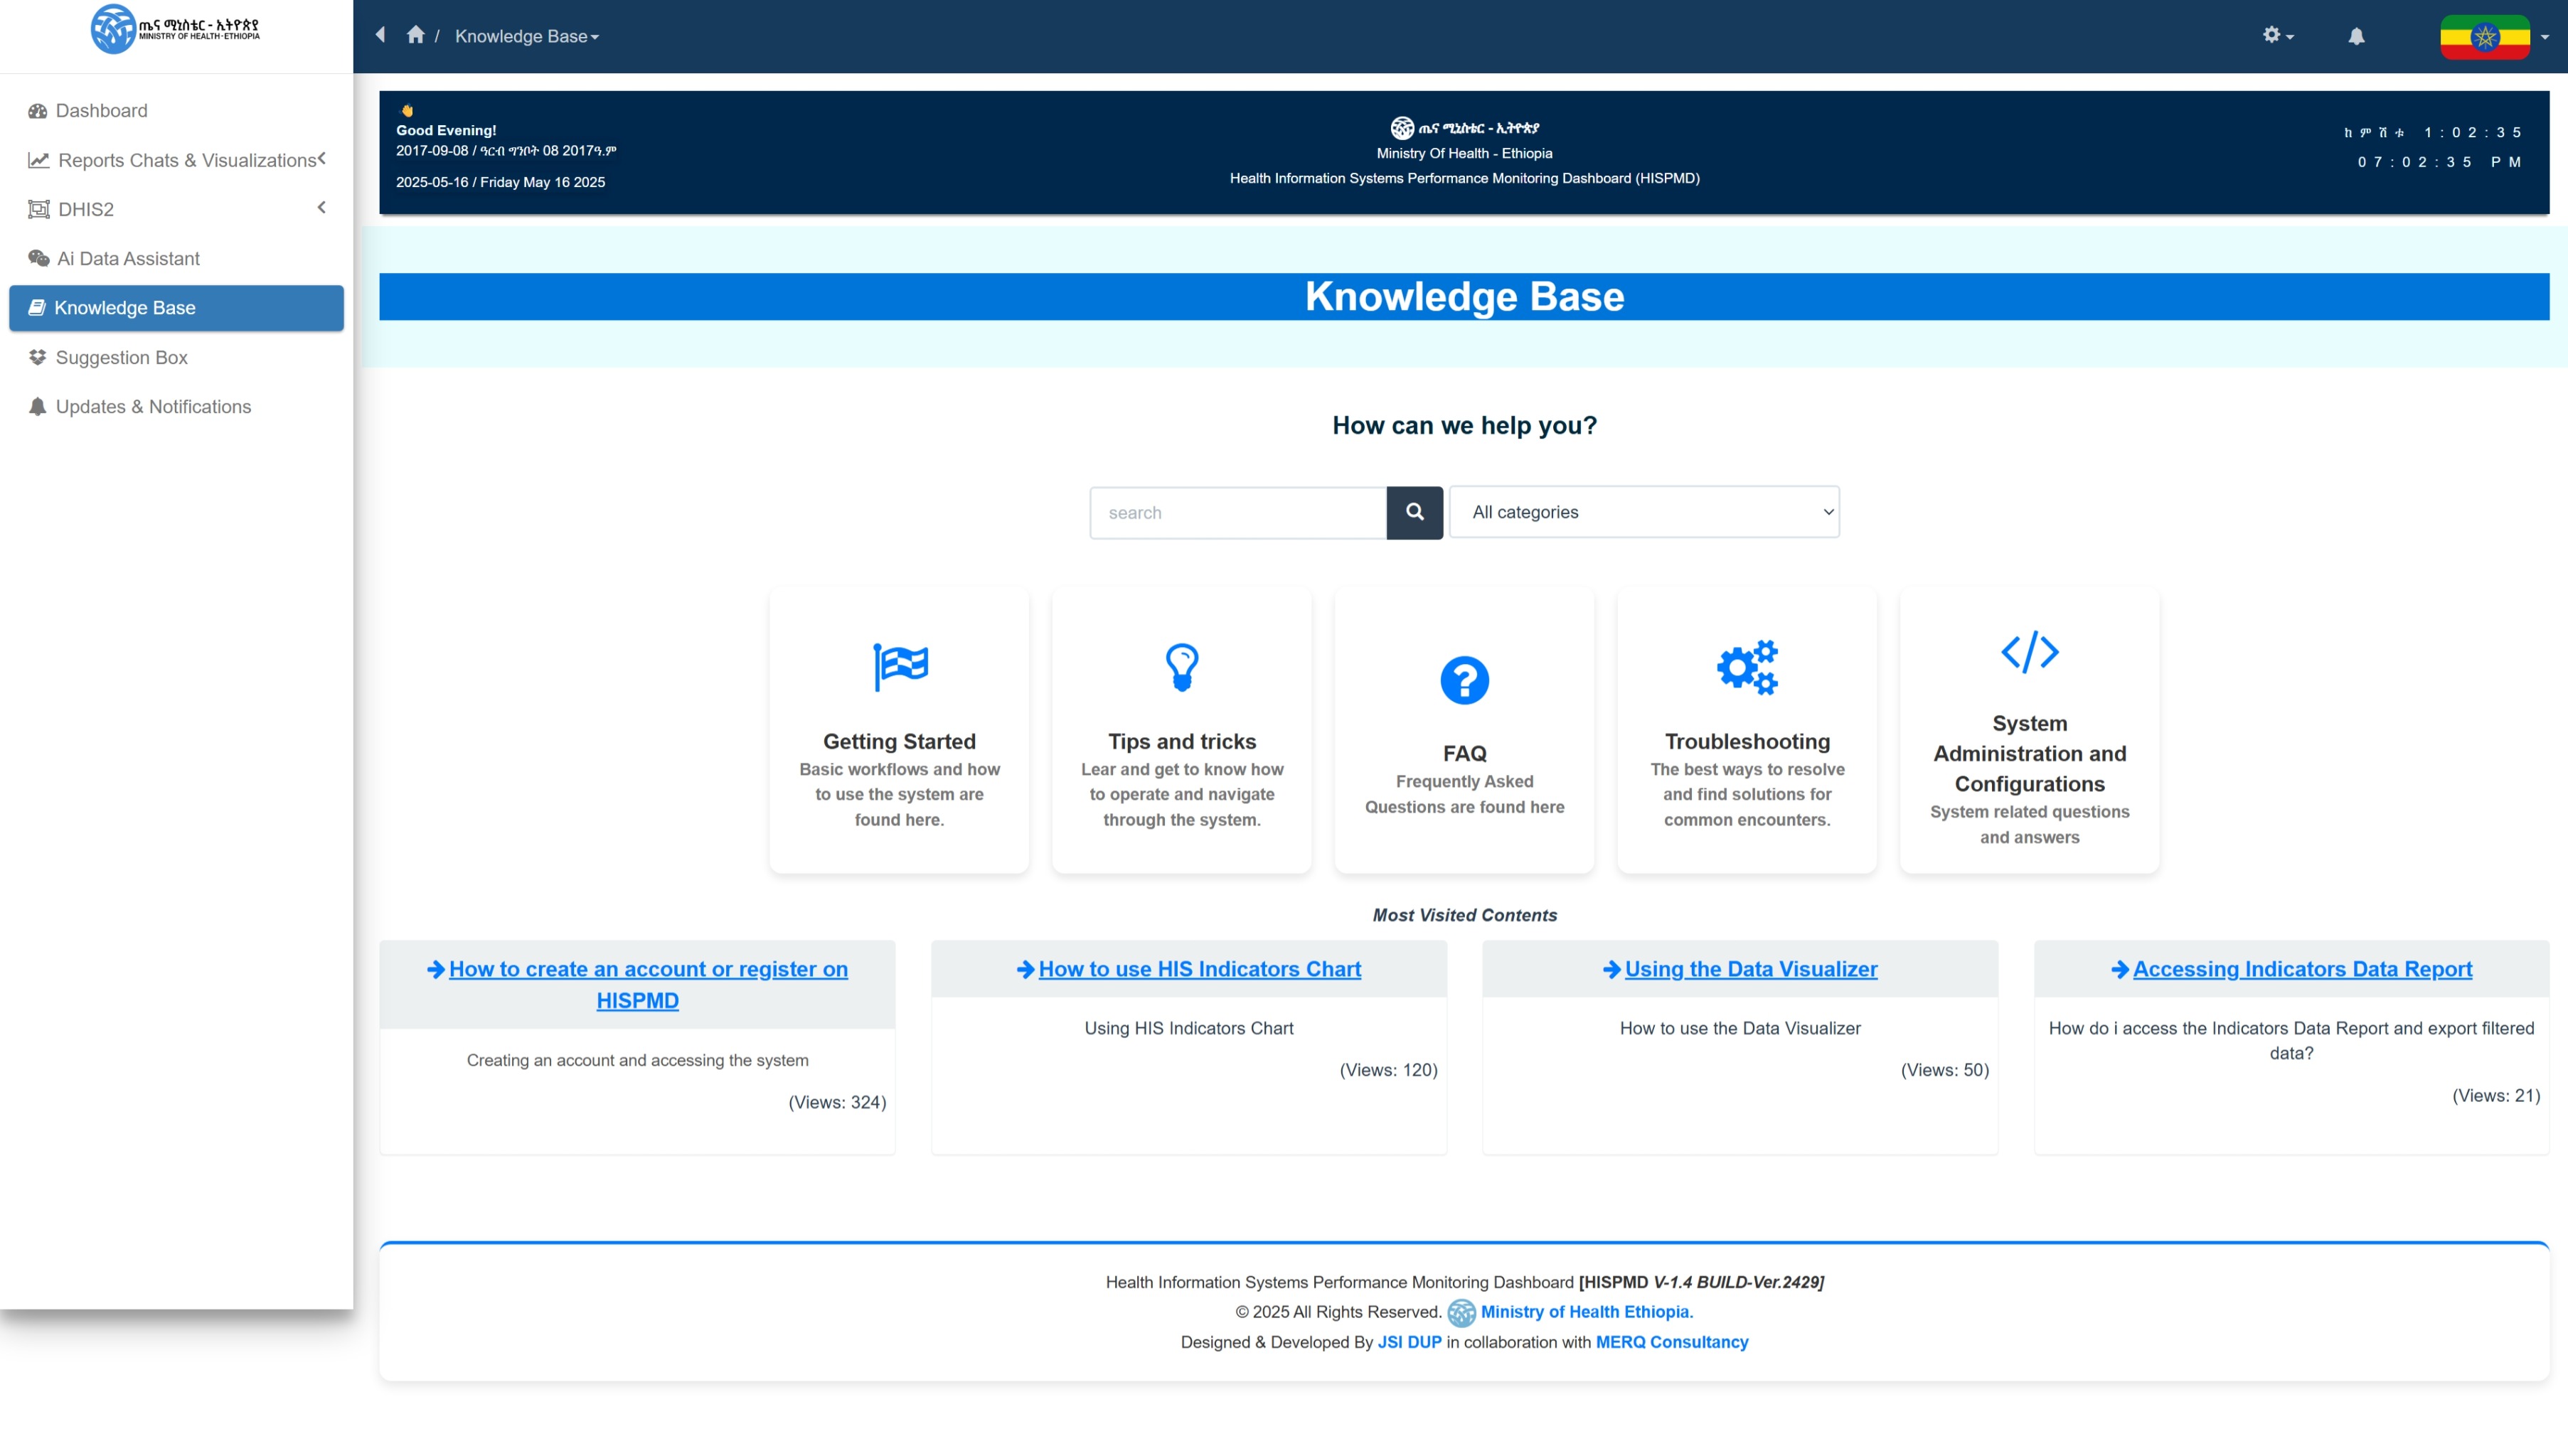 ጤና ሚኒስቴር - ኢትዮጵያ
MINISTRY OF HEALTH-ETHIOPIA
/ Knowledge Base
Dashboard
Reports Chats & Visualizations
DHIS2
Ai Data Assistant
Knowledge Base
Suggestion Box
Updates & Notifications
Good Evening!
2017-09-08 / ዓርብ ግንቦት 08 2017ዓ.ም
2025-05-16 / Friday May 16 2025
ጤና ሚኒስቴር - ኢትዮጵያ
Ministry Of Health - Ethiopia
Health Information Systems Performance Monitoring Dashboard (HISPMD)
ከምሽቱ 1:02:35
07:02:35 PM
Knowledge Base
How can we help you?
search
All categories
Getting Started
Basic workflows and how
to use the system are
found here.
Tips and tricks
Lear and get to know how
to operate and navigate
through the system.
FAQ
Frequently Asked
Questions are found here
Troubleshooting
The best ways to resolve
and find solutions for
common encounters.
System
Administration and
Configurations
System related questions
and answers
Most Visited Contents
How to create an account or register on
HISPMD
Creating an account and accessing the system
(Views: 324)
How to use HIS Indicators Chart
Using HIS Indicators Chart
(Views: 120)
Using the Data Visualizer
How to use the Data Visualizer
(Views: 50)
Accessing Indicators Data Report
How do i access the Indicators Data Report and export filtered
data?
(Views: 21)
Health Information Systems Performance Monitoring Dashboard [HISPMD V-1.4 BUILD-Ver.2429]
© 2025 All Rights Reserved. Ministry of Health Ethiopia.
Designed & Developed By JSI DUP in collaboration with MERQ Consultancy